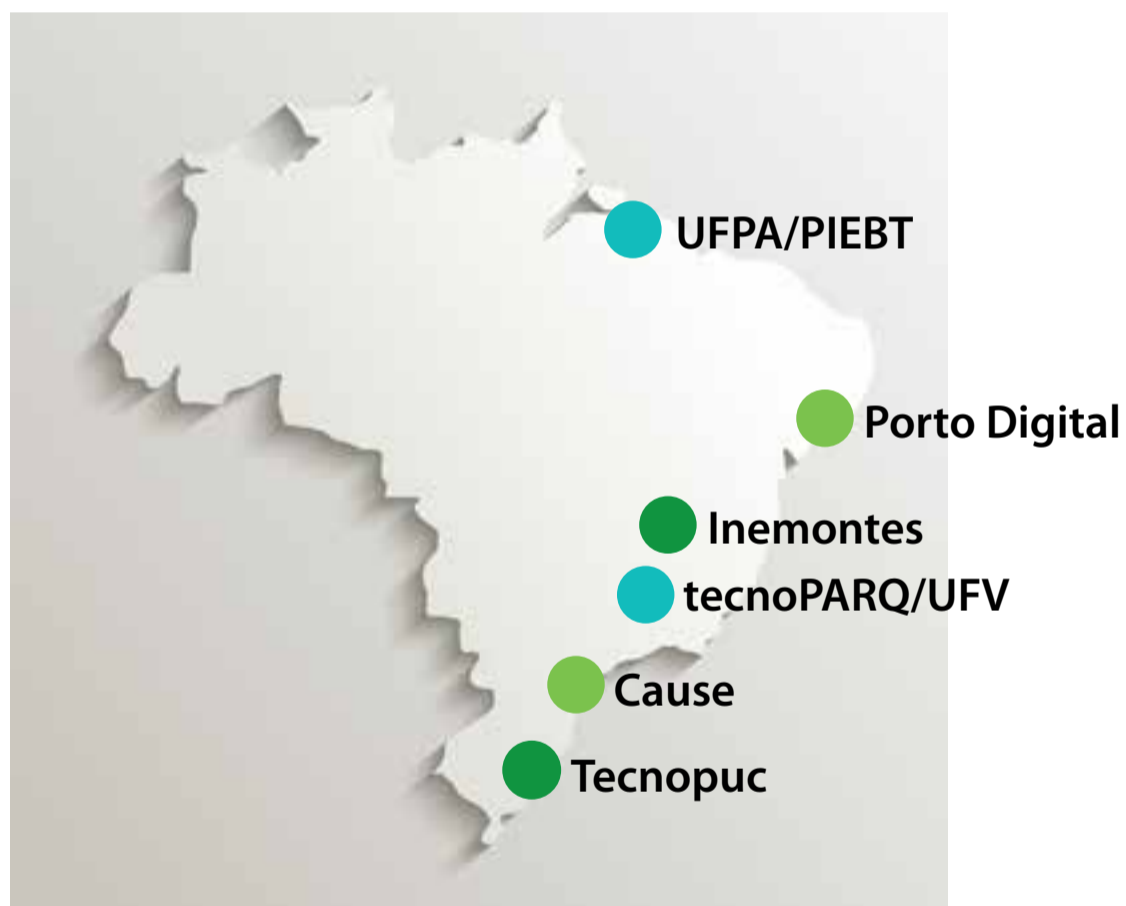 UFPA/PIEBT
Porto Digital
Inemontes
tecnoPARQ/UFV
Cause
Tecnopuc